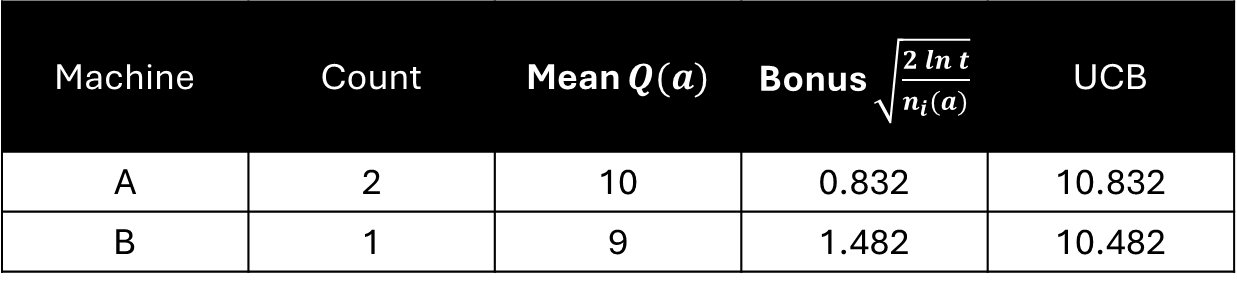 Machine Count Mean Q(a) Bonus √(2 ln t / nᵢ(a)) UCB
A 2 10 0.832 10.832
B 1 9 1.482 10.482